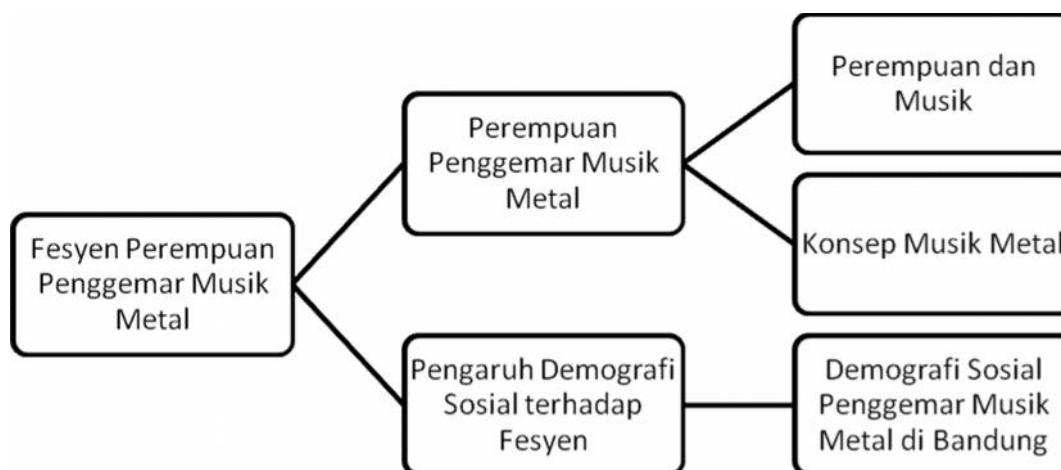 Fesyen Perempuan
Penggemar Musik
Metal
Perempuan
Penggemar Musik
Metal
Perempuan dan
Musik
Konsep Musik Metal
Pengaruh Demografi
Sosial terhadap
Fesyen
Demografi Sosial
Penggemar Musik
Metal di Bandung